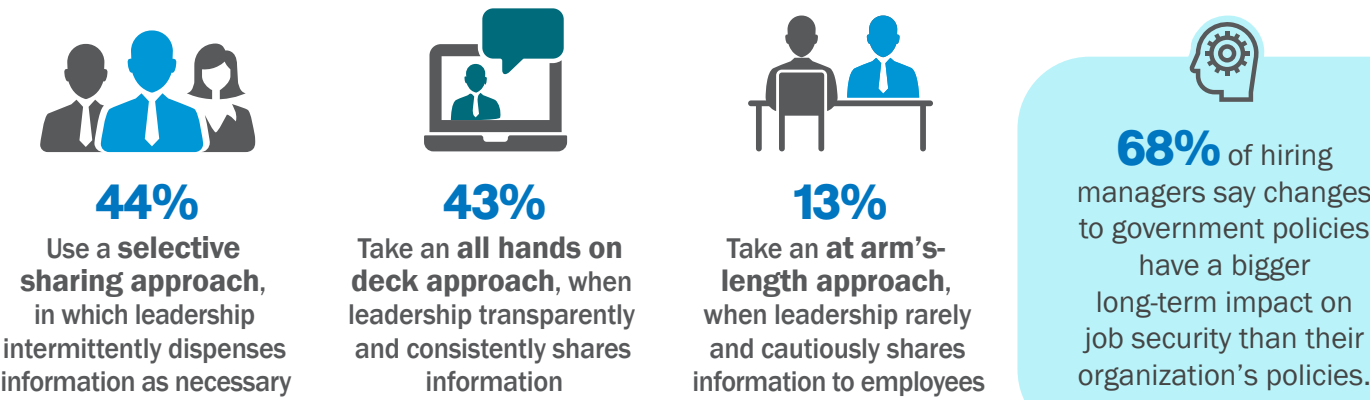 44%
Use a selective
sharing approach,
in which leadership
intermittently dispenses
information as necessary
43%
Take an all hands on
deck approach, when
leadership transparently
and consistently shares
information
13%
Take an at arm's-
length approach,
when leadership rarely
and cautiously shares
information to employees
68% of hiring
managers say changes
to government policies
have a bigger
long-term impact on
job security than their
organization's policies.